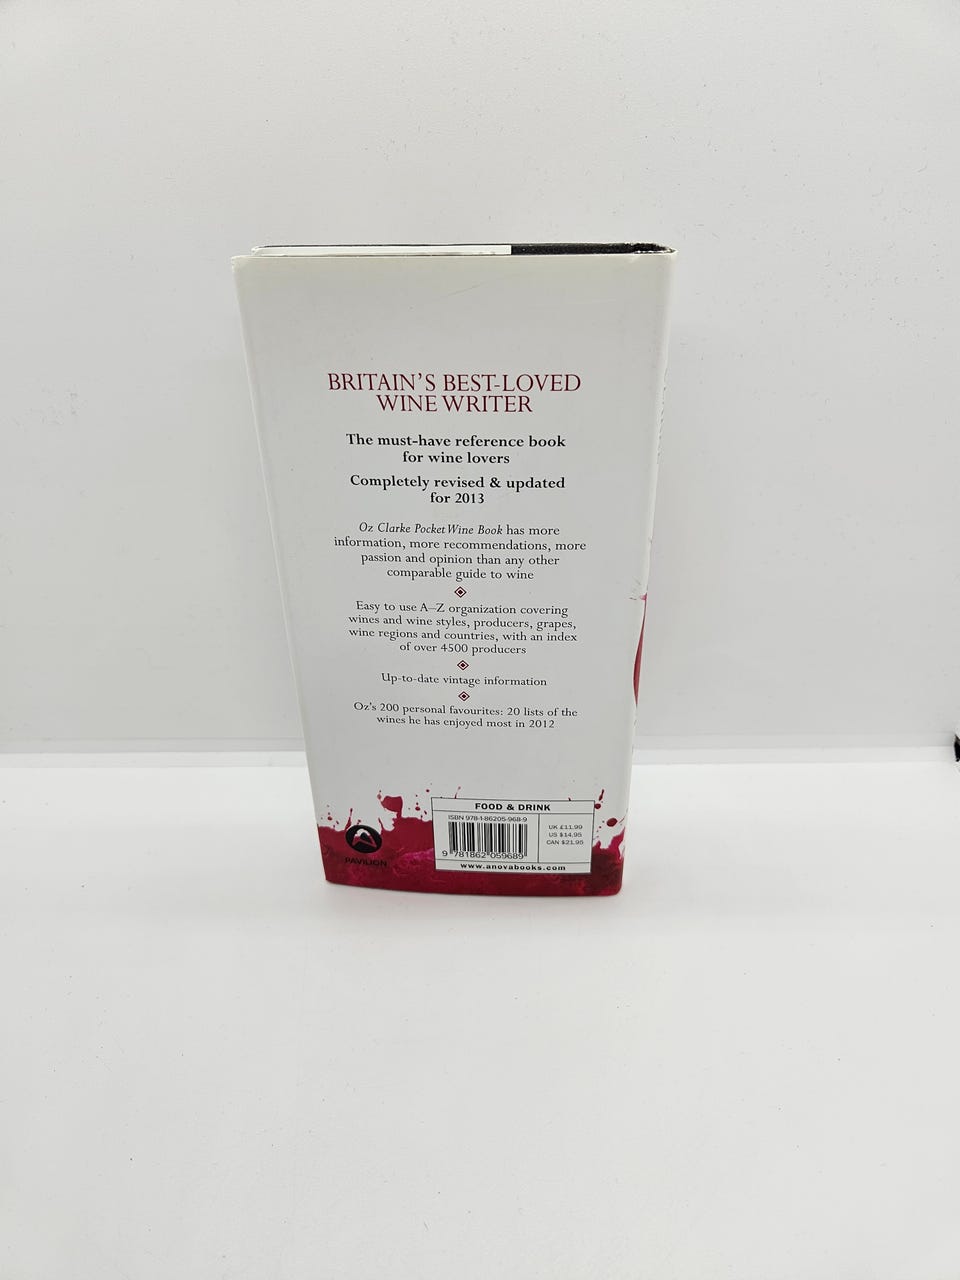 BRITAIN'S BEST-LOVED
WINE WRITER
The must-have reference book
for wine lovers
Completely revised & updated
for 2013
Oz Clarke Pocket Wine Book has more
information, more recommendations, more
passion and opinion than any other
comparable guide to wine
Easy to use A–Z organization covering
wines and wine styles, producers, grapes,
wine regions and countries, with an index
of over 4500 producers
Up-to-date vintage information
Oz's 200 personal favourites: 20 lists of the
wines he has enjoyed most in 2012
PAVILION
FOOD & DRINK
ISBN 978-1-86205-968-9
9 781862 059689
UK £11.99
US $14.95
CAN $21.95
www.anovabooks.com